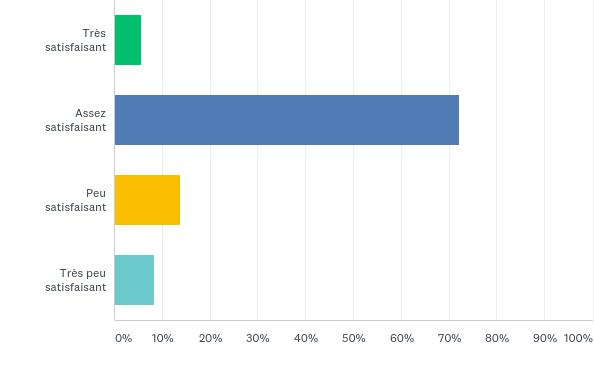 Très
satisfaisant
Assez
satisfaisant
Peu
satisfaisant
Très peu
satisfaisant
0% 10% 20% 30% 40% 50% 60% 70% 80% 90% 100%